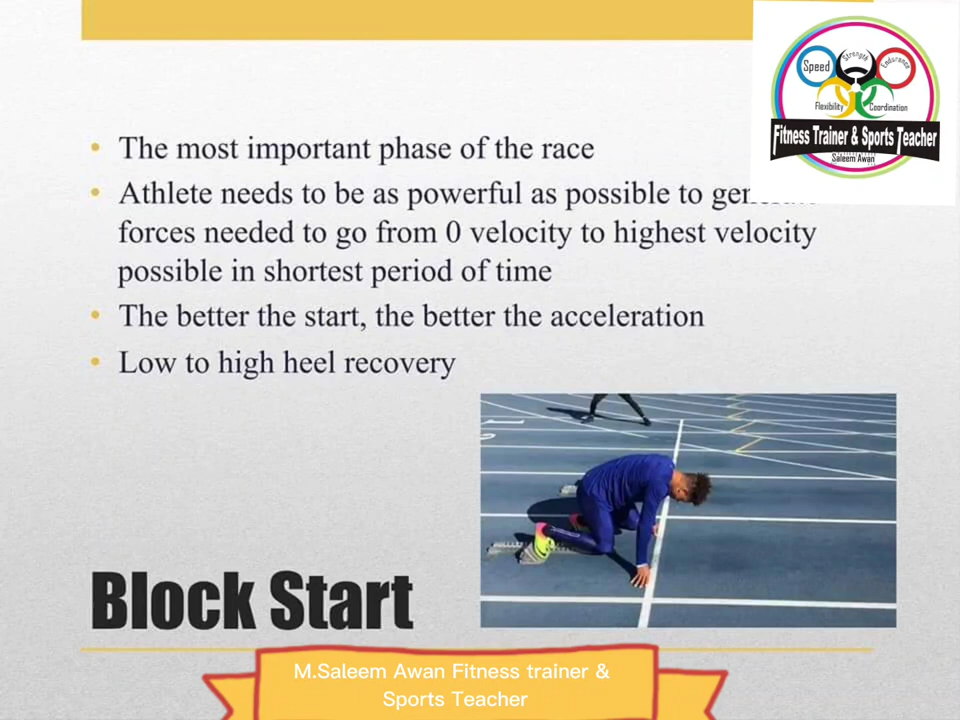 Speed
Strength
Endurance
Flexibility
Coordination
Fitness Trainer & Sports Teacher
Saleem Awan
• The most important phase of the race
• Athlete needs to be as powerful as possible to
forces needed to go from 0 velocity to highest velocity
possible in shortest period of time
• The better the start, the better the acceleration
• Low to high heel recovery
Block Start
M.Saleem Awan Fitness trainer &
Sports Teacher